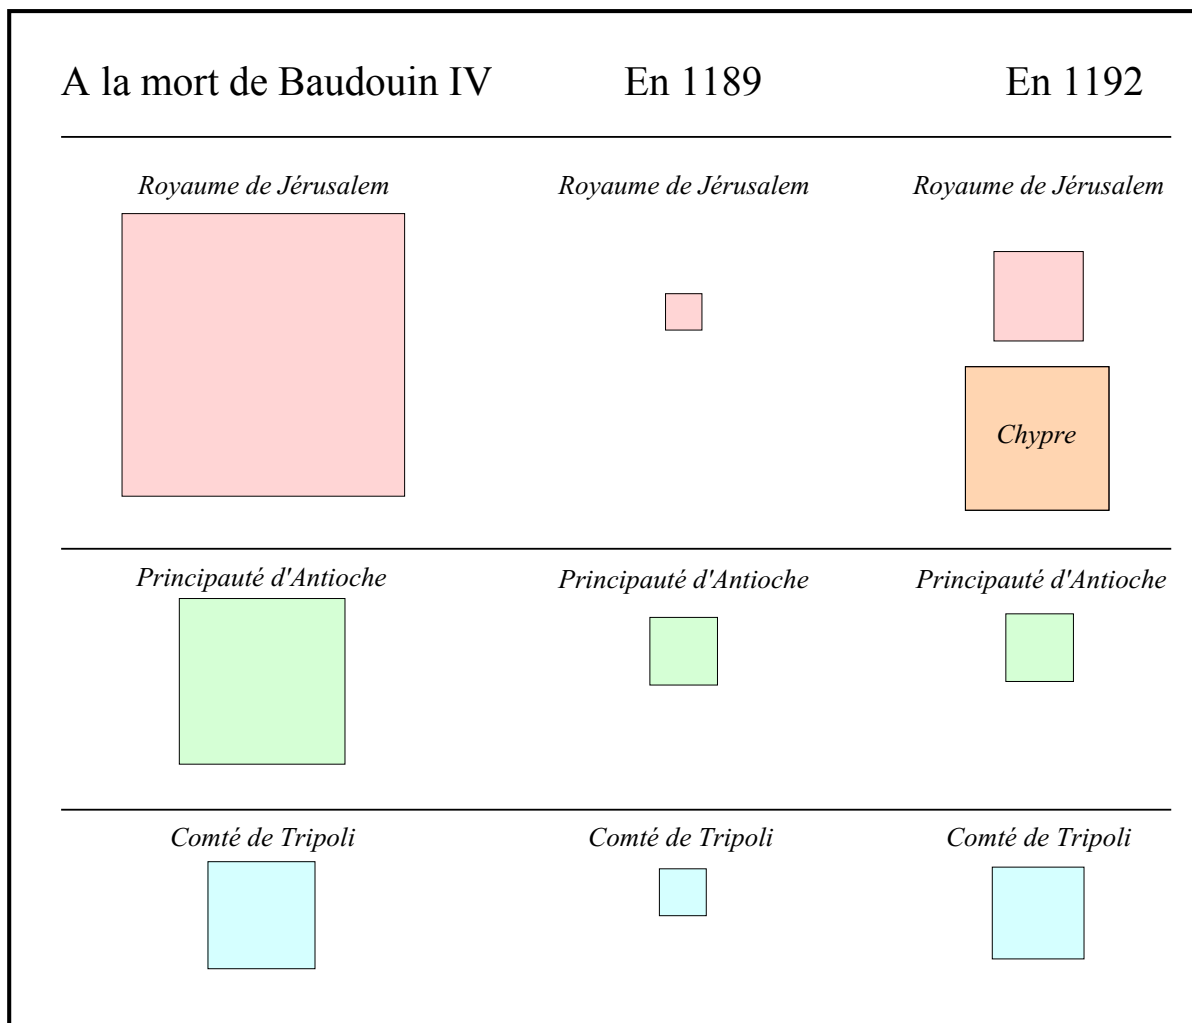 A la mort de Baudouin IV
En 1189
En 1192
Royaume de Jérusalem
Royaume de Jérusalem
Royaume de Jérusalem
Chypre
Principauté d'Antioche
Principauté d'Antioche
Principauté d'Antioche
Comté de Tripoli
Comté de Tripoli
Comté de Tripoli